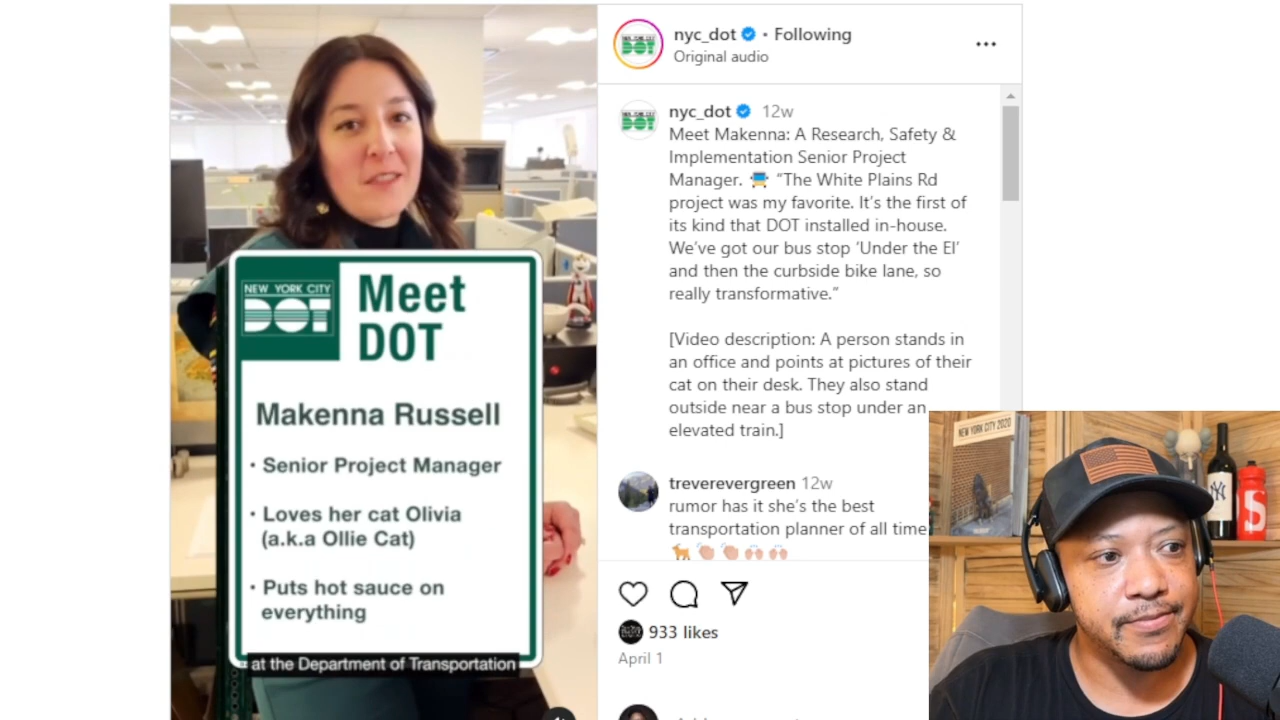 NEW YORK CITY
DOT
Meet
DOT
Makenna Russell
• Senior Project Manager
• Loves her cat Olivia
(a.k.a Ollie Cat)
• Puts hot sauce on
everything
at the Department of Transportation
nyc_dot • Following
Original audio
nyc_dot 12w
Meet Makenna: A Research, Safety &
Implementation Senior Project
Manager. 🚍 “The White Plains Rd
project was my favorite. It’s the first of
its kind that DOT installed in-house.
We’ve got our bus stop ‘Under the El’
and then the curbside bike lane, so
really transformative.”
[Video description: A person stands in
an office and points at pictures of their
cat on their desk. They also stand
outside near a bus stop under an
elevated train.]
treverevergreen 12w
rumor has it she’s the best
transportation planner of all time
🐐👏🏻👏🏻🙌🏻🙌🏻
933 likes
April 1
NEW YORK CITY 2020